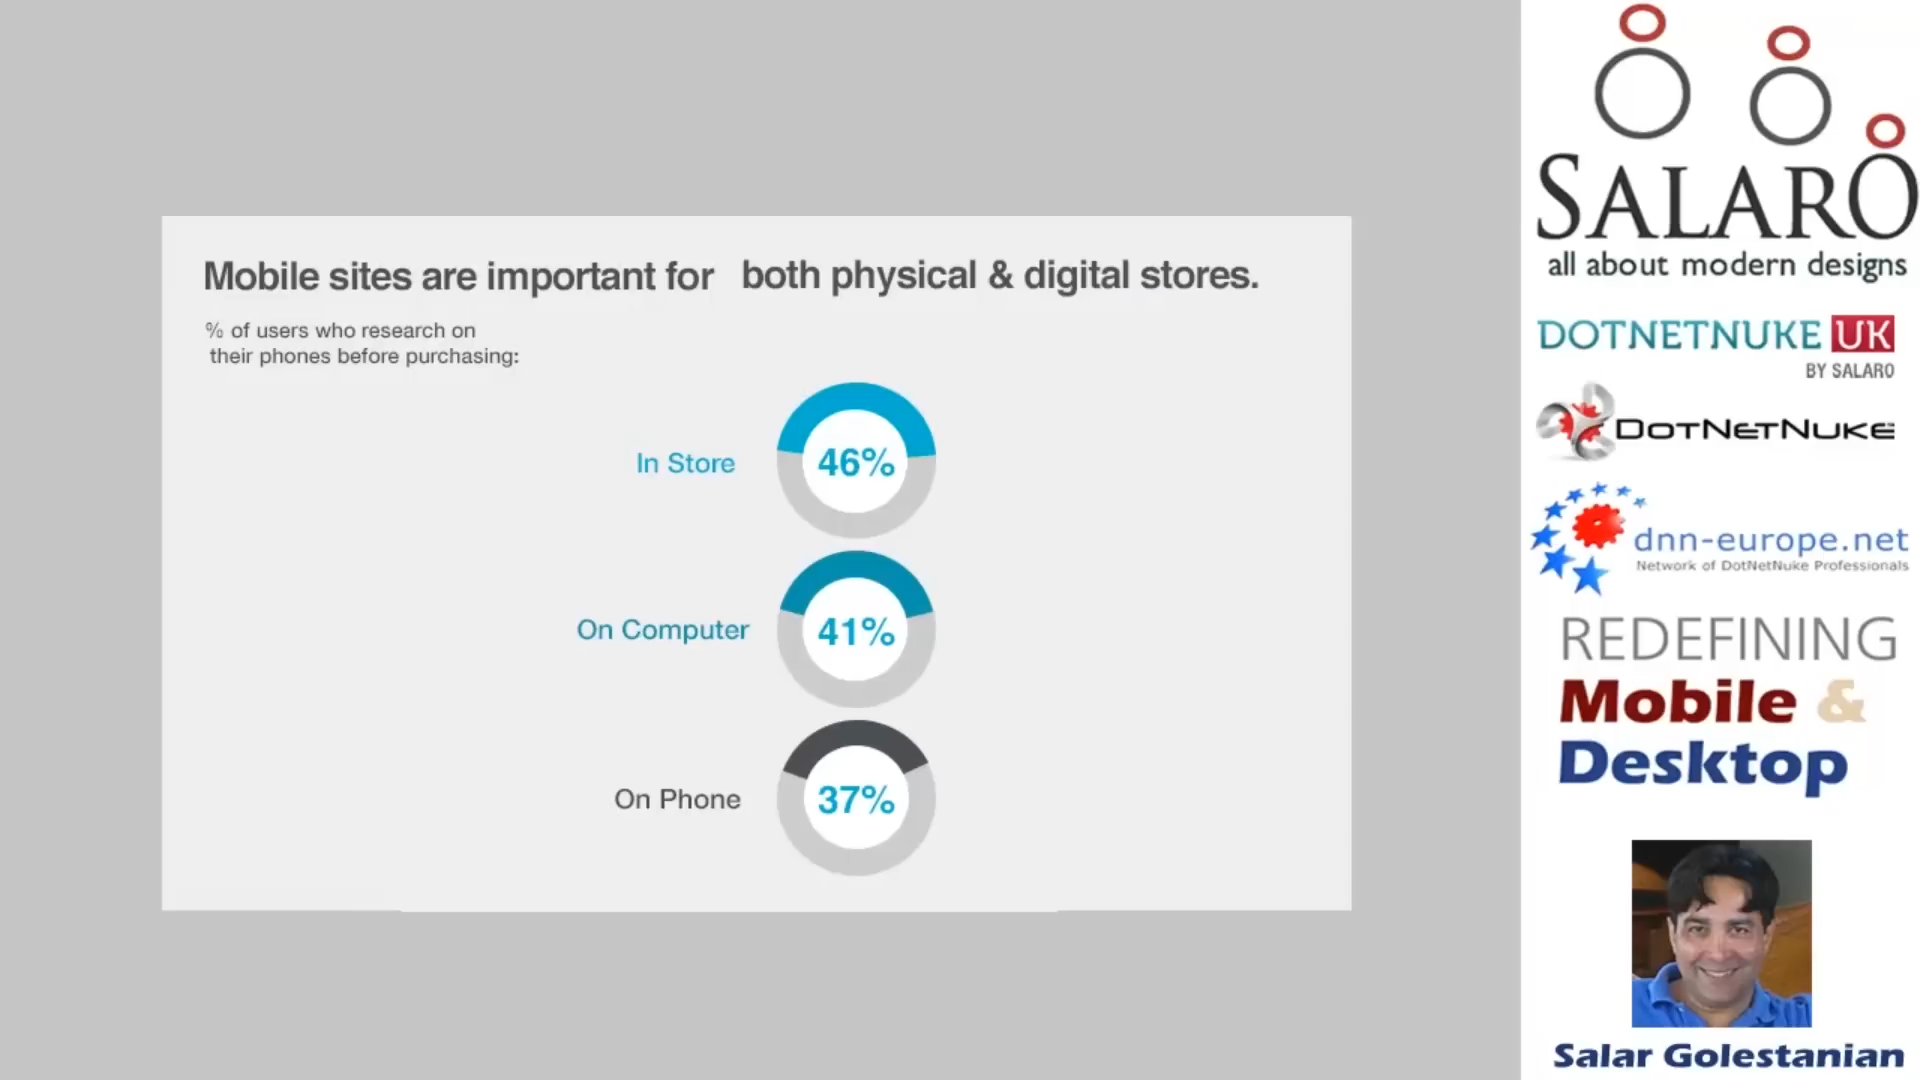 Mobile sites are important for both physical & digital stores.
% of users who research on
their phones before purchasing:
In Store
46%
On Computer
41%
On Phone
37%
SALARO
all about modern designs
DOTNETNUKE UK
BY SALARO
DOTNETNUKE
dnn-europe.net
Network of DotNetNuke Professionals
REDEFINING
Mobile &
Desktop
Salar Golestanian